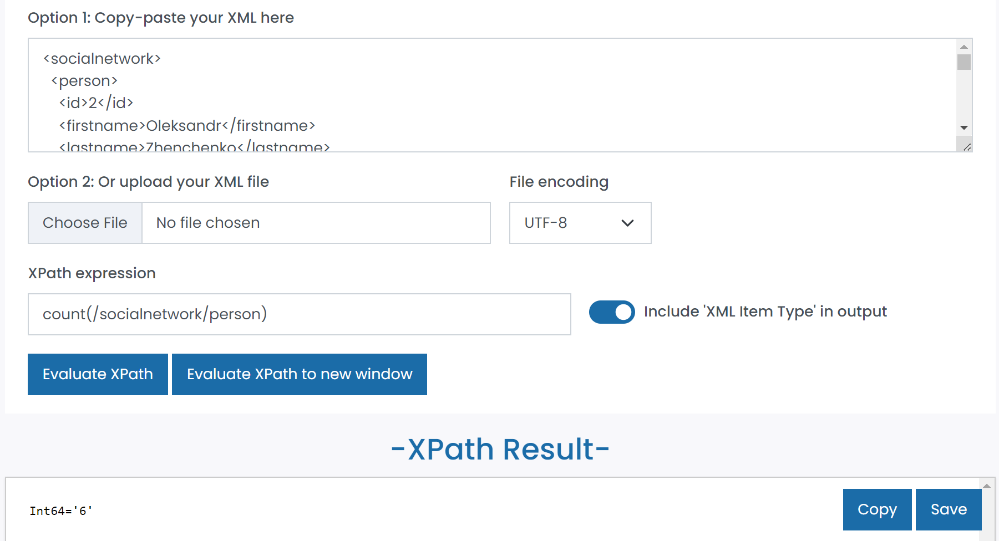 Option 1: Copy-paste your XML here
<socialnetwork>
<person>
<id>2</id>
<firstname>Oleksandr</firstname>
<lastname>Zhenchenko</lastname>
Option 2: Or upload your XML file
File encoding
Choose File
No file chosen
UTF-8
XPath expression
count(/socialnetwork/person)
Include 'XML Item Type' in output
Evaluate XPath
Evaluate XPath to new window
-XPath Result-
Int64='6'
Copy
Save